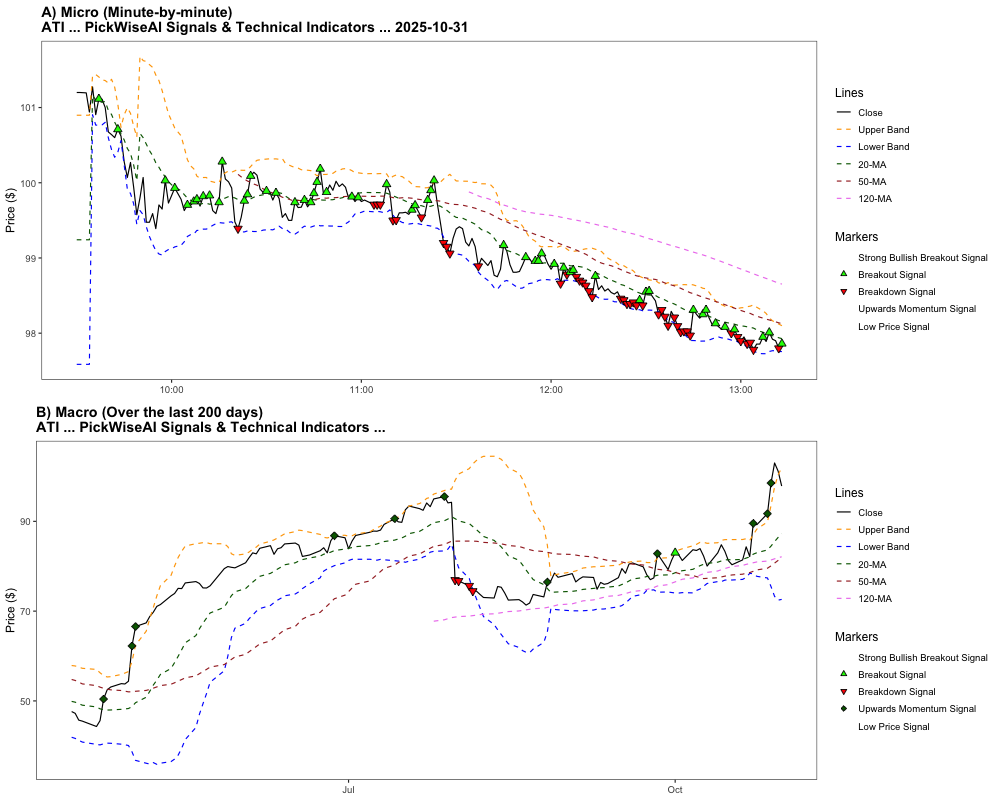 A) Micro (Minute-by-minute)
ATI ... PickWiseAI Signals & Technical Indicators ... 2025-10-31
Price ($)
101
100
99
98
10:00
11:00
12:00
13:00
Lines
Close
Upper Band
Lower Band
20-MA
50-MA
120-MA
Markers
Strong Bullish Breakout Signal
Breakout Signal
Breakdown Signal
Upwards Momentum Signal
Low Price Signal
B) Macro (Over the last 200 days)
ATI ... PickWiseAI Signals & Technical Indicators ...
Price ($)
90
70
50
Jul
Oct
Lines
Close
Upper Band
Lower Band
20-MA
50-MA
120-MA
Markers
Strong Bullish Breakout Signal
Breakout Signal
Breakdown Signal
Upwards Momentum Signal
Low Price Signal